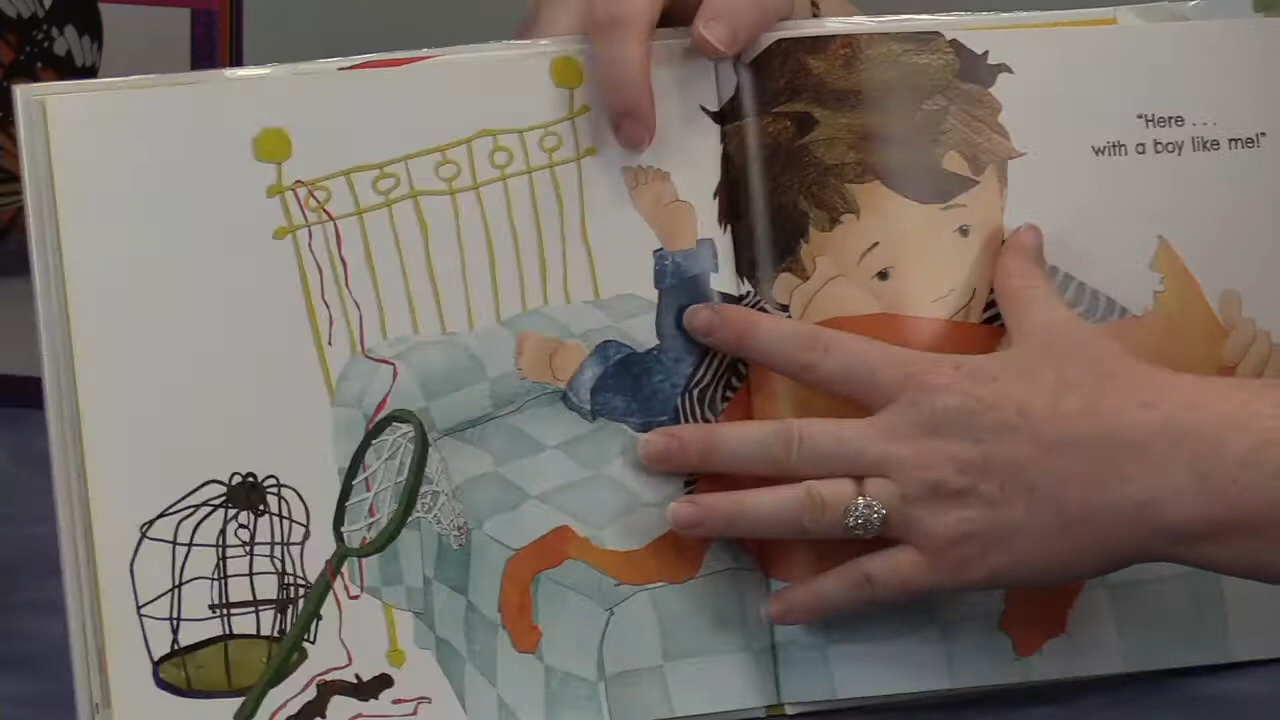 "Here . . .
with a boy like me!"